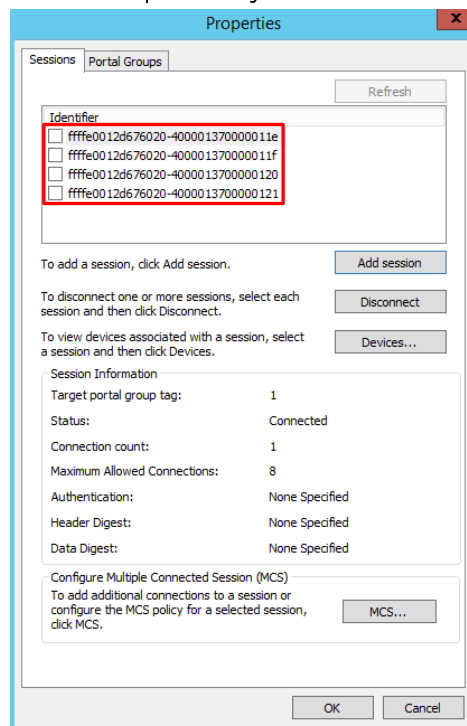 Properties
x
Sessions Portal Groups
Refresh
Identifier
ffffe0012d676020-400001370000011e
ffffe0012d676020-400001370000011f
ffffe0012d676020-4000013700000120
ffffe0012d676020-4000013700000121
To add a session, click Add session.
Add session
To disconnect one or more sessions, select each
session and then click Disconnect.
Disconnect
To view devices associated with a session, select
a session and then click Devices.
Devices...
Session Information
Target portal group tag: 1
Status: Connected
Connection count: 1
Maximum Allowed Connections: 8
Authentication: None Specified
Header Digest: None Specified
Data Digest: None Specified
Configure Multiple Connected Session (MCS)
To add additional connections to a session or
configure the MCS policy for a selected session,
click MCS.
MCS...
OK Cancel